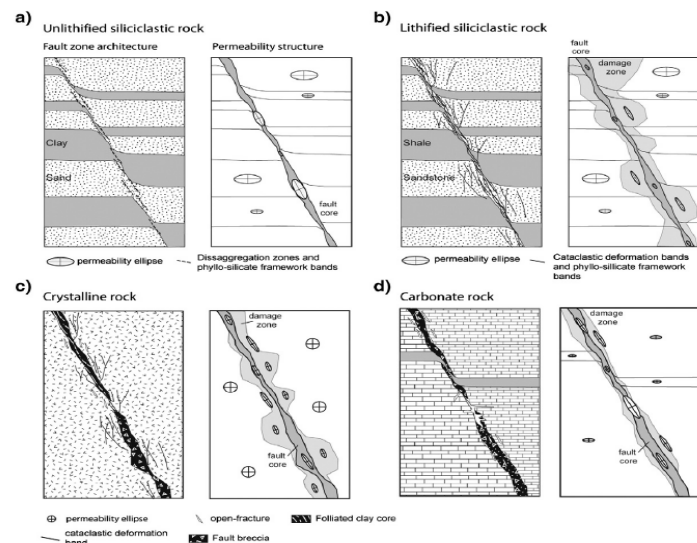 a) Unlithified siliciclastic rock
Fault zone architecture
Permeability structure
Clay
Sand
fault
core
permeability ellipse
Dissaggregation zones and
phyllo-silicate framework
bands
b) Lithified siliciclastic rock
fault
core
damage
zone
Shale
Sandstone
permeability ellipse
Cataclastic deformation bands
and phyllo-sillicate framework
bands
c) Crystalline rock
damage
zone
fault
core
d) Carbonate rock
damage
zone
fault
core
permeability ellipse
open-fracture
Foliated clay core
cataclastic deformation
band
Fault breccia